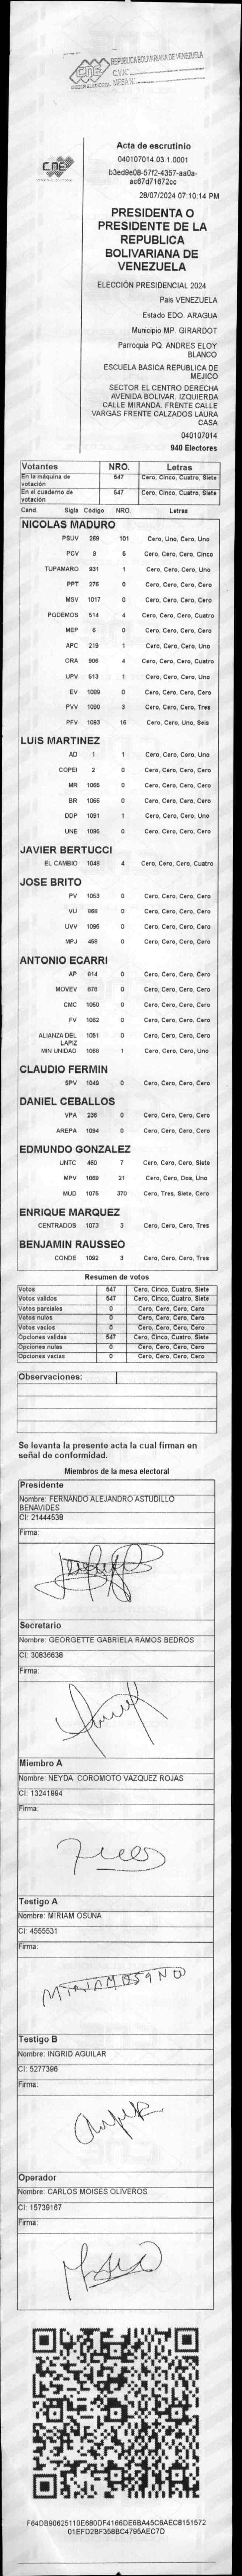 REPUBLICA BOLIVARIANA DE VENEZUELA
CNE
MESA N°
CNE
Acta de escrutinio
040107014.03.1.0001
b3ed9e08-57f2-4357-aa0a-
ac67d71672cc
28/07/2024 07:10:14 PM
PRESIDENTA O
PRESIDENTE DE LA
REPUBLICA
BOLIVARIANA DE
VENEZUELA
ELECCIÓN PRESIDENCIAL 2024
Pais VENEZUELA
Estado EDO. ARAGUA
Municipio MP. GIRARDOT
Parroquia PQ. ANDRES ELOY
BLANCO
ESCUELA BASICA REPUBLICA DE
MEJICO
SECTOR EL CENTRO DERECHA
AVENIDA BOLIVAR. IZQUIERDA
CALLE MIRANDA. FRENTE CALLE
VARGAS FRENTE CALZADOS LAURA
CASA
040107014
940 Electores
Votantes NRO. Letras
En la máquina de votación 547 Cero, Cinco, Cuatro, Siete
En el cuaderno de votación 547 Cero, Cinco, Cuatro, Siete
Cand. Sigla Código NRO. Letras
NICOLAS MADURO
PSUV 269 101 Cero, Uno, Cero, Uno
PCV 9 5 Cero, Cero, Cero, Cinco
TUPAMARO 931 1 Cero, Cero, Cero, Uno
PPT 276 0 Cero, Cero, Cero, Cero
MSV 1017 0 Cero, Cero, Cero, Cero
PODEMOS 514 4 Cero, Cero, Cero, Cuatro
MEP 6 0 Cero, Cero, Cero, Cero
APC 219 1 Cero, Cero, Cero, Uno
ORA 906 4 Cero, Cero, Cero, Cuatro
UPV 513 1 Cero, Cero, Cero, Uno
EV 1089 0 Cero, Cero, Cero, Cero
PVV 1090 3 Cero, Cero, Cero, Tres
PFV 1093 16 Cero, Cero, Uno, Seis
LUIS MARTINEZ
AD 1 1 Cero, Cero, Cero, Uno
COPEI 2 0 Cero, Cero, Cero, Cero
MR 1065 0 Cero, Cero, Cero, Cero
BR 1066 0 Cero, Cero, Cero, Cero
DDP 1091 1 Cero, Cero, Cero, Uno
UNE 1095 0 Cero, Cero, Cero, Cero
JAVIER BERTUCCI
EL CAMBIO 1048 4 Cero, Cero, Cero, Cuatro
JOSE BRITO
PV 1053 0 Cero, Cero, Cero, Cero
VU 968 0 Cero, Cero, Cero, Cero
UVV 1096 0 Cero, Cero, Cero, Cero
MPJ 458 0 Cero, Cero, Cero, Cero
ANTONIO ECARRI
AP 814 0 Cero, Cero, Cero, Cero
MOVEV 678 0 Cero, Cero, Cero, Cero
CMC 1050 0 Cero, Cero, Cero, Cero
FV 1062 0 Cero, Cero, Cero, Cero
ALIANZA DEL LAPIZ 1051 0 Cero, Cero, Cero, Cero
MIN UNIDAD 1068 1 Cero, Cero, Cero, Uno
CLAUDIO FERMIN
SPV 1049 0 Cero, Cero, Cero, Cero
DANIEL CEBALLOS
VPA 236 0 Cero, Cero, Cero, Cero
AREPA 1094 0 Cero, Cero, Cero, Cero
EDMUNDO GONZALEZ
UNTC 460 7 Cero, Cero, Cero, Siete
MPV 1069 21 Cero, Cero, Dos, Uno
MUD 1075 370 Cero, Tres, Siete, Cero
ENRIQUE MARQUEZ
CENTRADOS 1073 3 Cero, Cero, Cero, Tres
BENJAMIN RAUSSEO
CONDE 1092 3 Cero, Cero, Cero, Tres
Resumen de votos
Votos 547 Cero, Cinco, Cuatro, Siete
Votos validos 547 Cero, Cinco, Cuatro, Siete
Votos parciales 0 Cero, Cero, Cero, Cero
Votos nulos 0 Cero, Cero, Cero, Cero
Votos vacios 0 Cero, Cero, Cero, Cero
Opciones validas 547 Cero, Cinco, Cuatro, Siete
Opciones nulas 0 Cero, Cero, Cero, Cero
Opciones vacias 0 Cero, Cero, Cero, Cero
Observaciones:
Se levanta la presente acta la cual firman en
señal de conformidad.
Miembros de la mesa electoral
Presidente
Nombre: FERNANDO ALEJANDRO ASTUDILLO
BENAVIDES
CI: 21444538
Firma:
Secretario
Nombre: GEORGETTE GABRIELA RAMOS BEDROS
CI: 30836638
Firma:
Miembro A
Nombre: NEYDA COROMOTO VAZQUEZ ROJAS
CI: 13241994
Firma:
Testigo A
Nombre: MIRIAM OSUNA
CI: 4555531
Firma:
Testigo B
Nombre: INGRID AGUILAR
CI: 5277396
Firma:
Operador
Nombre: CARLOS MOISES OLIVEROS
CI: 15739167
Firma:
F64DB90625110E680DF4166DE6BA45C6AEC8151572
01EFD2BF358BC4795AEC7D